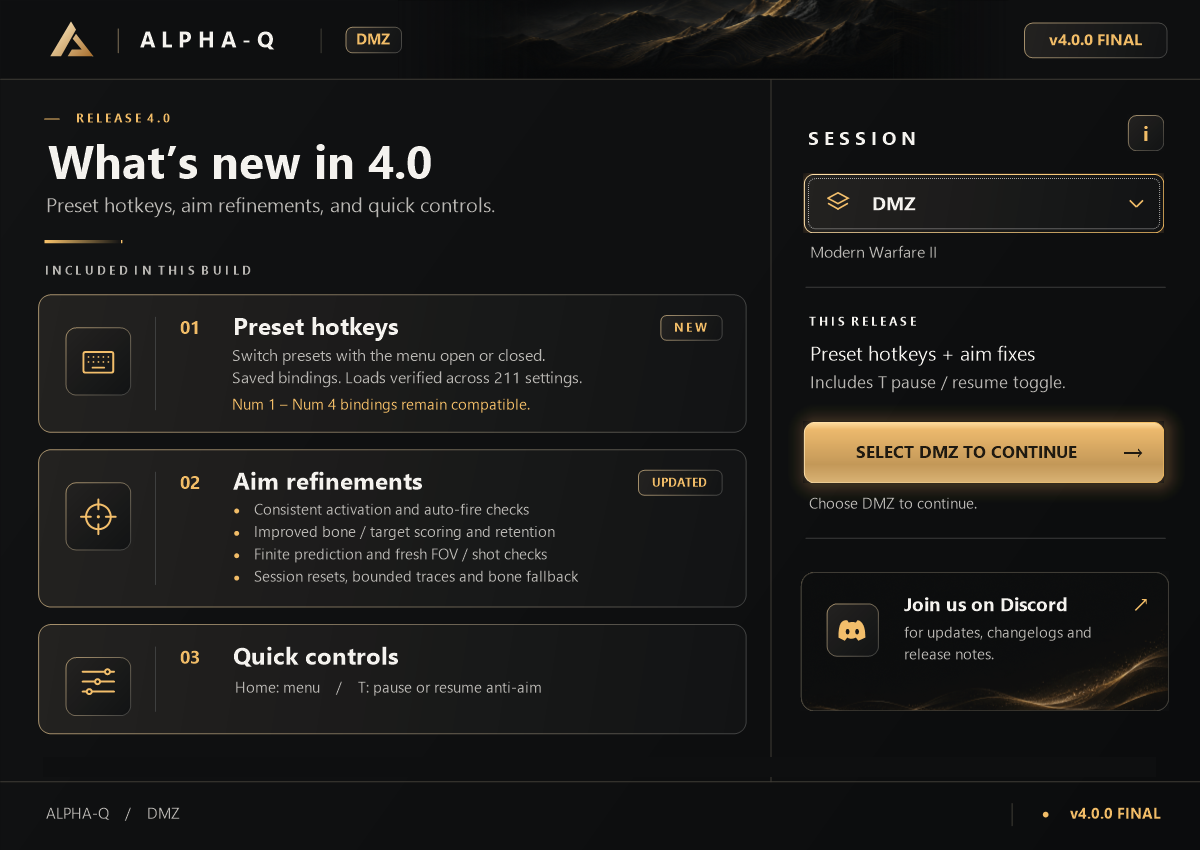 ALPHA-Q
DMZ
v4.0.0 FINAL
— RELEASE 4.0
What’s new in 4.0
Preset hotkeys, aim refinements, and quick controls.
INCLUDED IN THIS BUILD
01 Preset hotkeys
NEW
Switch presets with the menu open or closed.
Saved bindings. Loads verified across 211 settings.
Num 1 – Num 4 bindings remain compatible.
02 Aim refinements
UPDATED
• Consistent activation and auto-fire checks
• Improved bone / target scoring and retention
• Finite prediction and fresh FOV / shot checks
• Session resets, bounded traces and bone fallback
03 Quick controls
Home: menu / T: pause or resume anti-aim
SESSION
i
DMZ
Modern Warfare II
THIS RELEASE
Preset hotkeys + aim fixes
Includes T pause / resume toggle.
SELECT DMZ TO CONTINUE →
Choose DMZ to continue.
Join us on Discord ↗
for updates, changelogs and
release notes.
ALPHA-Q / DMZ
• v4.0.0 FINAL